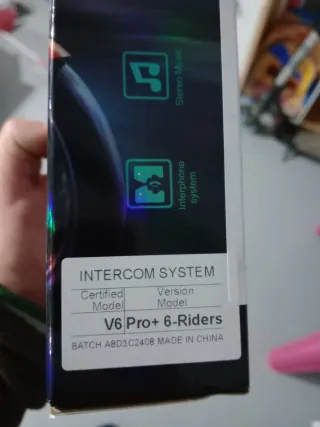 Stereo Music
Interphone
system
INTERCOM SYSTEM
Certified Version
Model Model
V6 Pro+ 6-Riders
BATCH A8D3.C2408 MADE IN CHINA